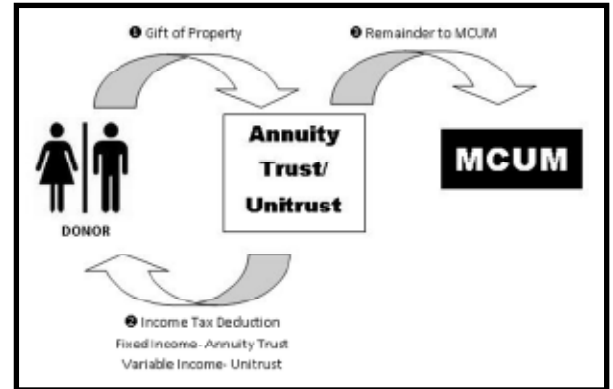 ❶ Gift of Property
❸ Remainder to MCUM
Annuity
Trust/
Unitrust
MCUM
DONOR
❷ Income Tax Deduction
Fixed Income- Annuity Trust
Variable Income- Unitrust